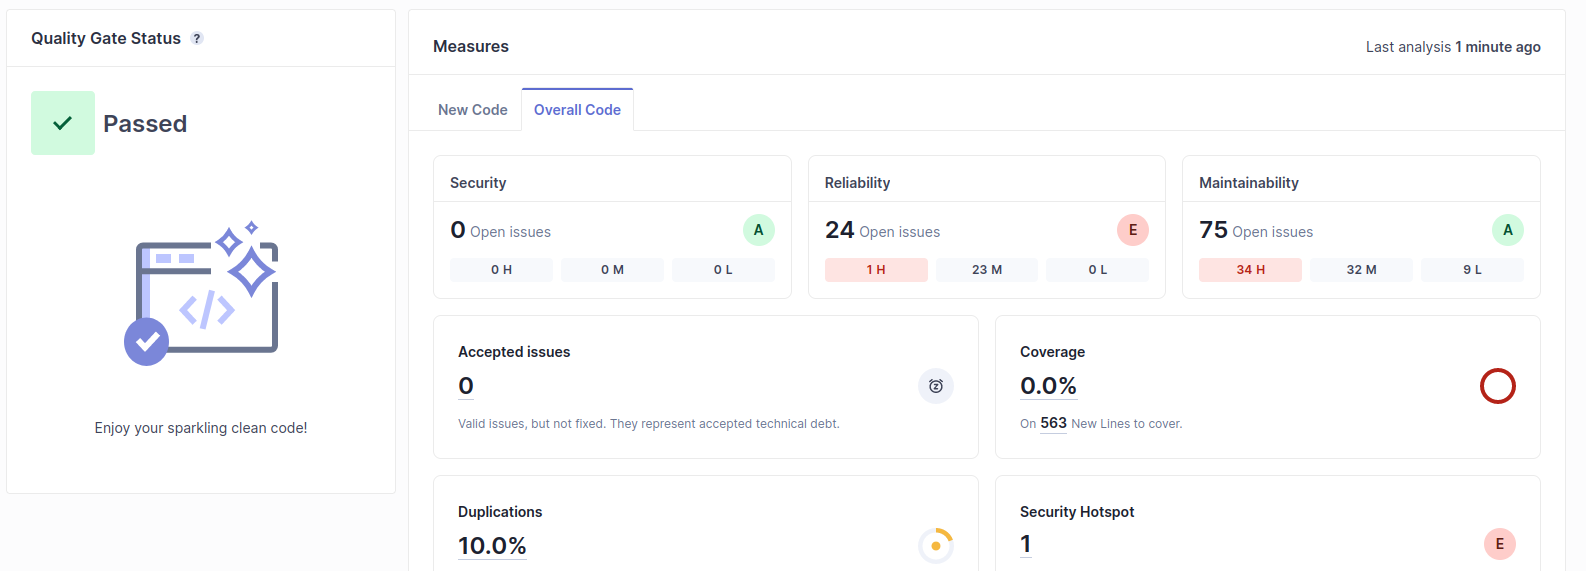 Quality Gate Status ?
Passed
Enjoy your sparkling clean code!
Measures
Last analysis 1 minute ago
New Code
Overall Code
Security
0 Open issues
A
0 H
0 M
0 L
Reliability
24 Open issues
E
1 H
23 M
0 L
Maintainability
75 Open issues
A
34 H
32 M
9 L
Accepted issues
0
Valid issues, but not fixed. They represent accepted technical debt.
Coverage
0.0%
On 563 New Lines to cover.
Duplications
10.0%
Security Hotspot
1
E